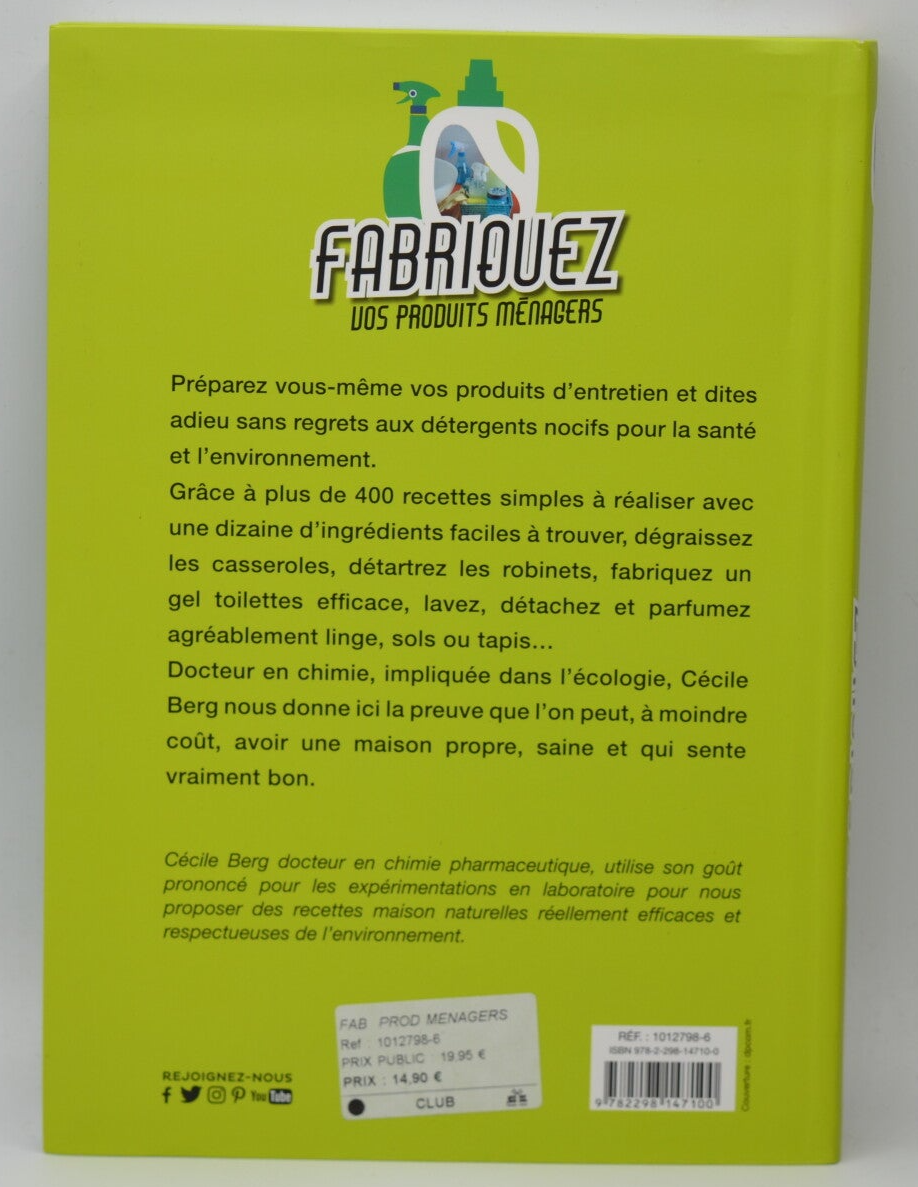 FABRIQUEZ
VOS PRODUITS MÉNAGERS
Préparez vous-même vos produits d'entretien et dites
adieu sans regrets aux détergents nocifs pour la santé
et l'environnement.
Grâce à plus de 400 recettes simples à réaliser avec
une dizaine d'ingrédients faciles à trouver, dégraissez
les casseroles, détartrez les robinets, fabriquez un
gel toilettes efficace, lavez, détachez et parfumez
agréablement linge, sols ou tapis...
Docteur en chimie, impliquée dans l'écologie, Cécile
Berg nous donne ici la preuve que l'on peut, à moindre
coût, avoir une maison propre, saine et qui sente
vraiment bon.
Cécile Berg docteur en chimie pharmaceutique, utilise son goût
prononcé pour les expérimentations en laboratoire pour nous
proposer des recettes maison naturelles réellement efficaces et
respectueuses de l'environnement.
REJOIGNEZ-NOUS
You Tube
FAB PROD MENAGERS
Ref : 1012798-6
PRIX PUBLIC : 19,95 €
PRIX : 14,90 €
CLUB
RÉF. : 1012798-6
ISBN 978-2-298-14710-0
9 782298 147100
Couverture : dpcom.fr